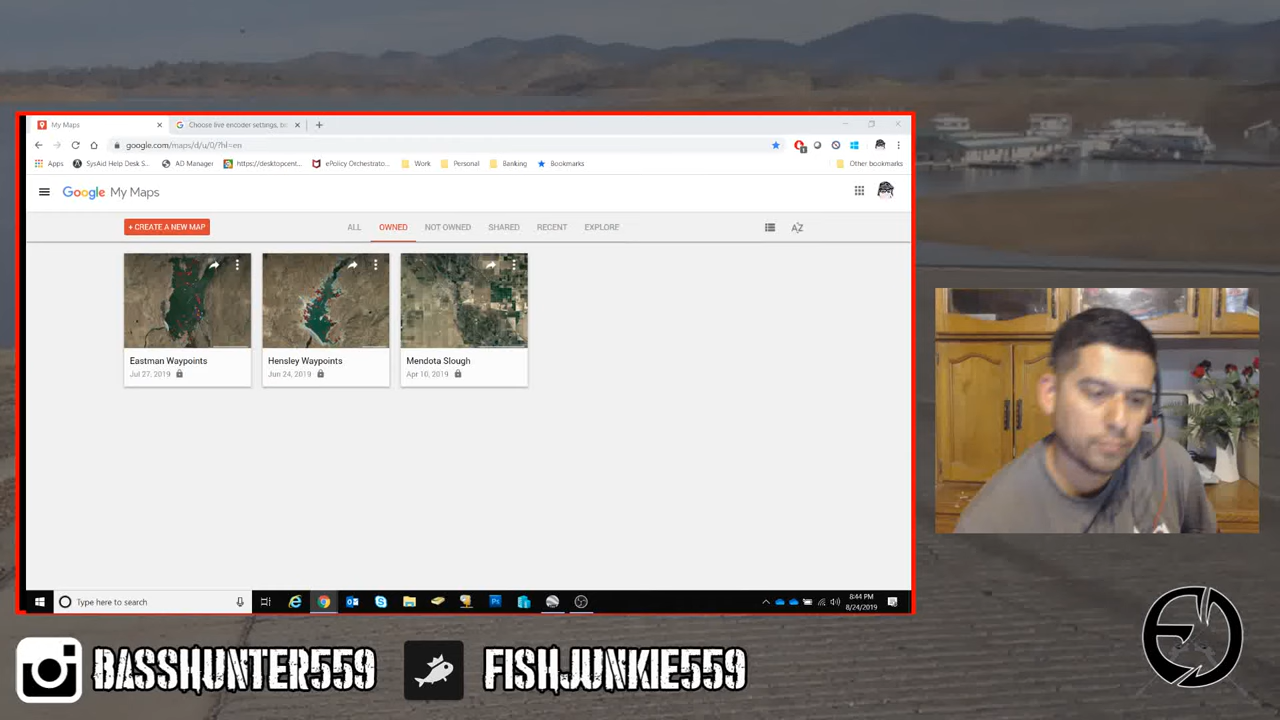 My Maps
Choose live encoder settings, b
google.com/maps/d/u/0/?hl=en
Apps SysAid Help Desk S... AD Manager https://desktopcent... ePolicy Orchestrato... Work Personal Banking Bookmarks Other bookmarks
Google My Maps
+ CREATE A NEW MAP ALL OWNED NOT OWNED SHARED RECENT EXPLORE
Eastman Waypoints
Jul 27, 2019
Hensley Waypoints
Jun 24, 2019
Mendota Slough
Apr 10, 2019
Type here to search
8:44 PM
8/24/2019
BASSHUNTER559 FISHJUNKIE559